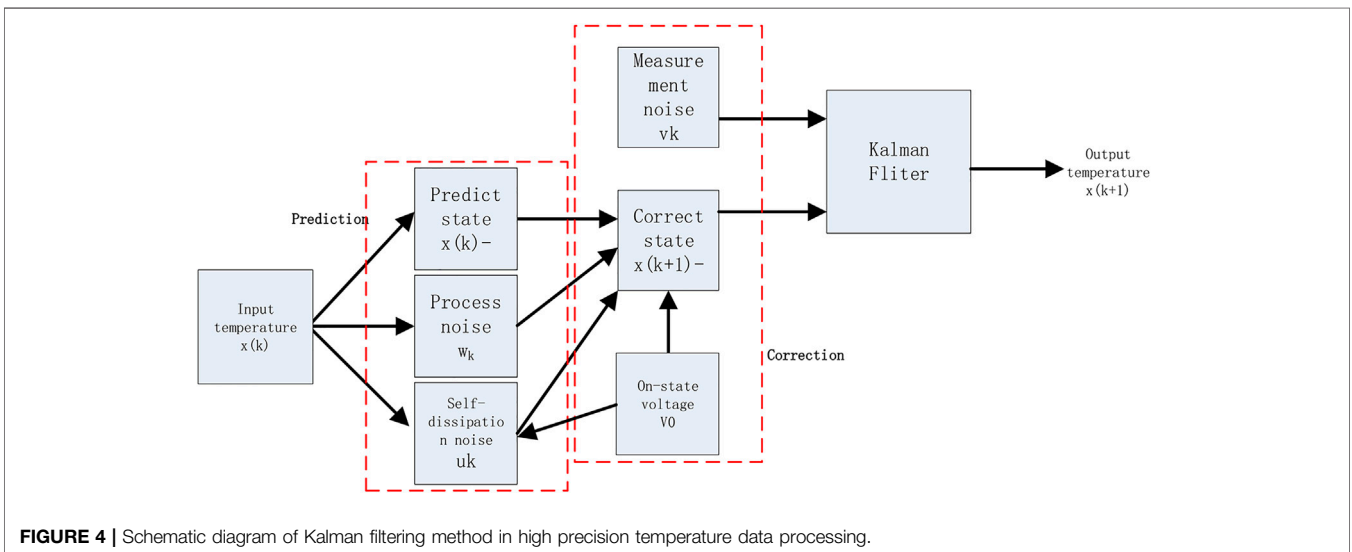 Measure
ment
noise
vk
Kalman
Fliter
Output
temperature
x(k+1)
Prediction
Predict
state
x(k)-
Correct
state
x(k+1)-
Input
temperature
x(k)
Process
noise
wk
Correction
Self-
dissipatio
n noise
uk
On-state
voltage
V0
FIGURE 4 | Schematic diagram of Kalman filtering method in high precision temperature data processing.